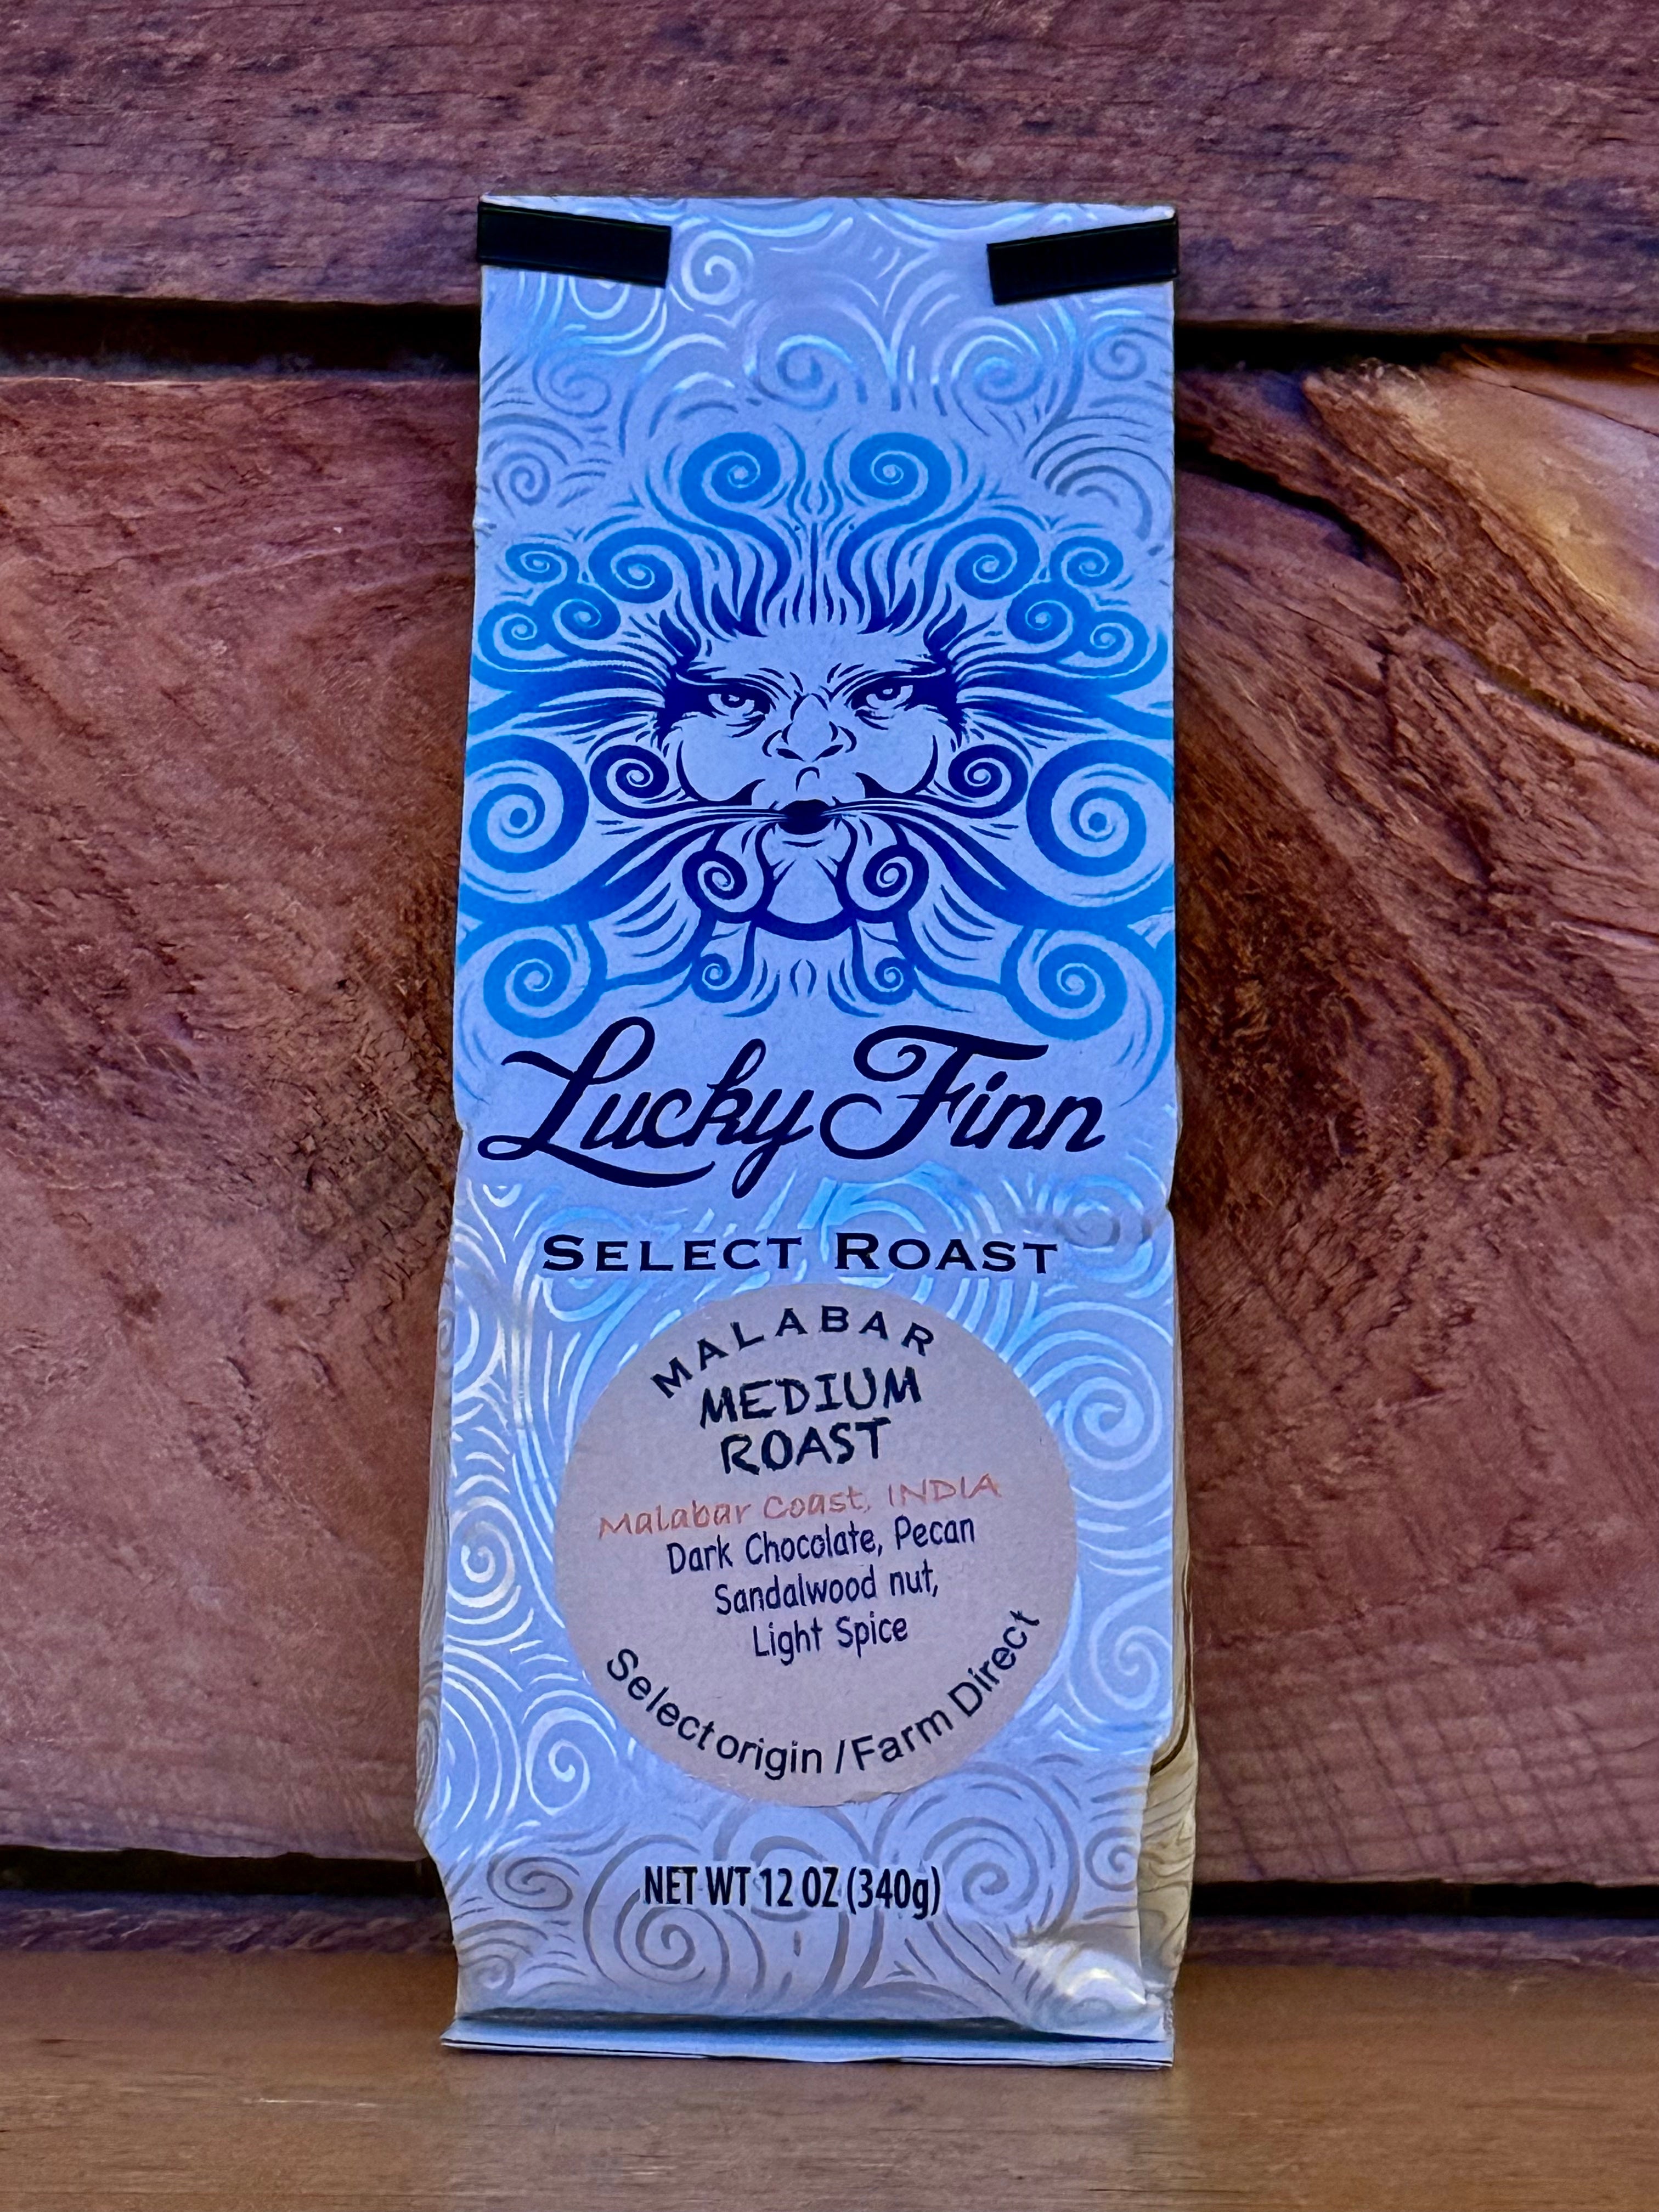 Lucky Finn
SELECT ROAST
MALABAR
MEDIUM
ROAST
Malabar Coast, INDIA
Dark Chocolate, Pecan
Sandalwood nut,
Light Spice
Select origin / Farm Direct
NET WT 12 OZ (340g)